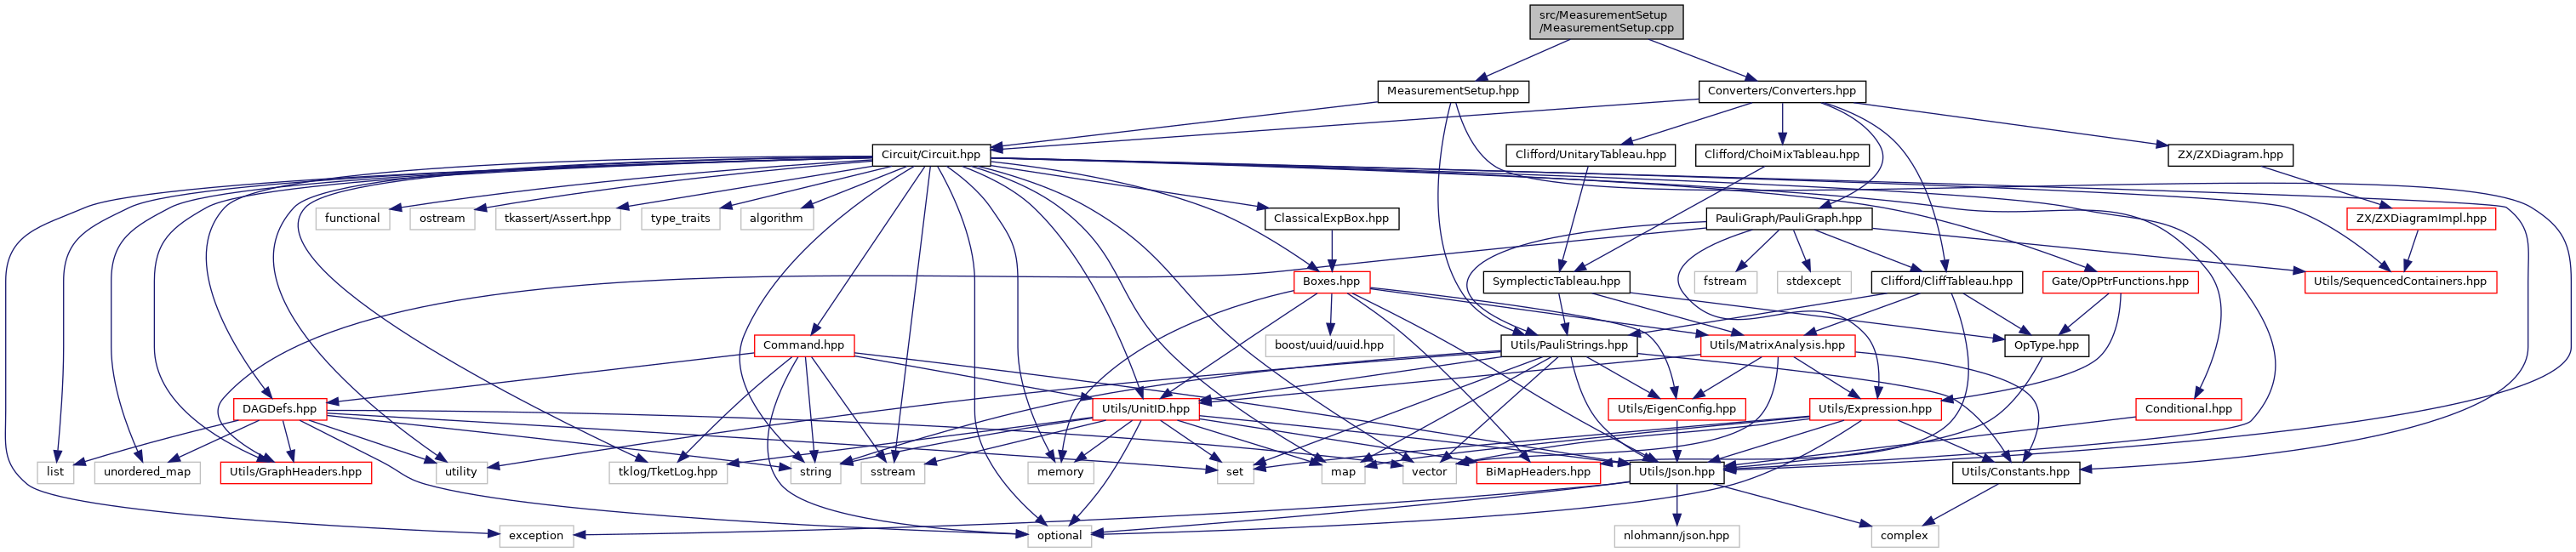 src/MeasurementSetup
/MeasurementSetup.cpp
MeasurementSetup.hpp
Converters/Converters.hpp
Circuit/Circuit.hpp
Clifford/UnitaryTableau.hpp
Clifford/ChoiMixTableau.hpp
ZX/ZXDiagram.hpp
functional
ostream
tkassert/Assert.hpp
type_traits
algorithm
ClassicalExpBox.hpp
PauliGraph/PauliGraph.hpp
ZX/ZXDiagramImpl.hpp
Boxes.hpp
SymplecticTableau.hpp
fstream
stdexcept
Clifford/CliffTableau.hpp
Gate/OpPtrFunctions.hpp
Utils/SequencedContainers.hpp
Command.hpp
boost/uuid/uuid.hpp
Utils/PauliStrings.hpp
Utils/MatrixAnalysis.hpp
OpType.hpp
DAGDefs.hpp
Utils/UnitID.hpp
Utils/EigenConfig.hpp
Utils/Expression.hpp
Conditional.hpp
list
unordered_map
Utils/GraphHeaders.hpp
utility
tklog/TketLog.hpp
string
sstream
memory
set
map
vector
BiMapHeaders.hpp
Utils/Json.hpp
Utils/Constants.hpp
exception
optional
nlohmann/json.hpp
complex